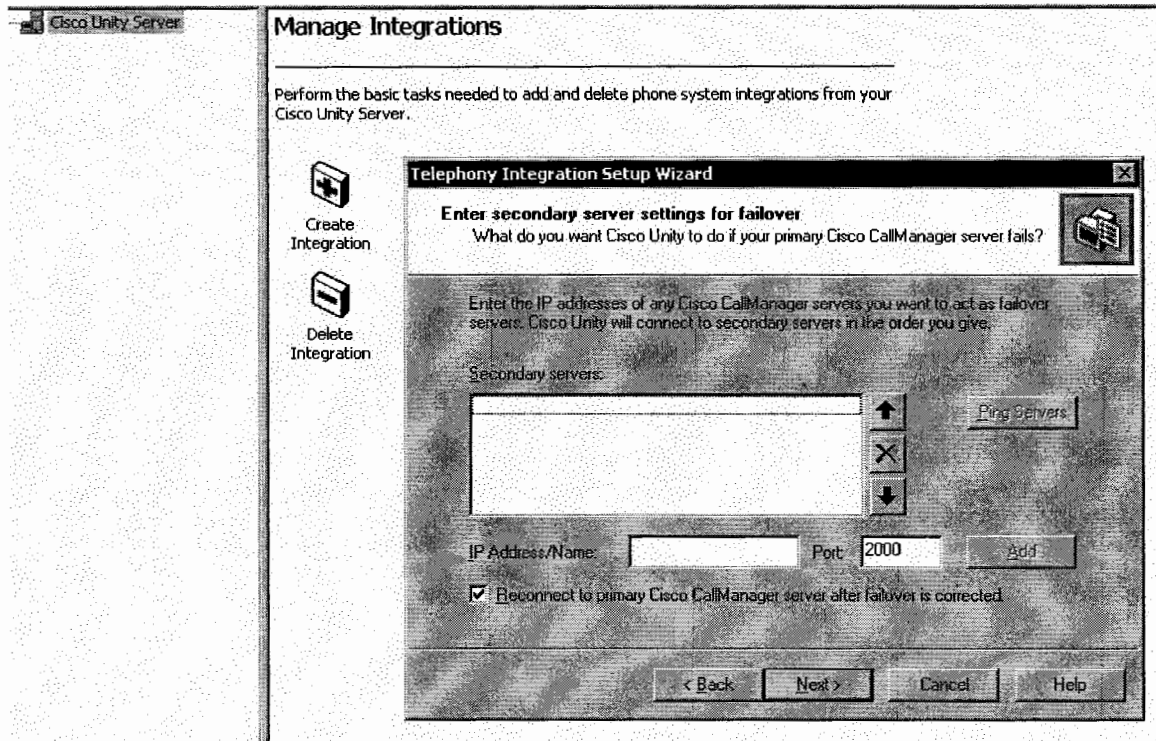 Cisco Unity Server
Manage Integrations
Perform the basic tasks needed to add and delete phone system integrations from your
Cisco Unity Server.
Create
Integration
Delete
Integration
Telephony Integration Setup Wizard
Enter secondary server settings for failover
What do you want Cisco Unity to do if your primary Cisco CallManager server fails?
Enter the IP addresses of any Cisco CallManager servers you want to act as failover
servers. Cisco Unity will connect to secondary servers in the order you give.
Secondary servers:
Ping Servers
IP Address/Name:
Port: 2000
Add
Reconnect to primary Cisco CallManager server after failover is corrected
< Back
Next >
Cancel
Help